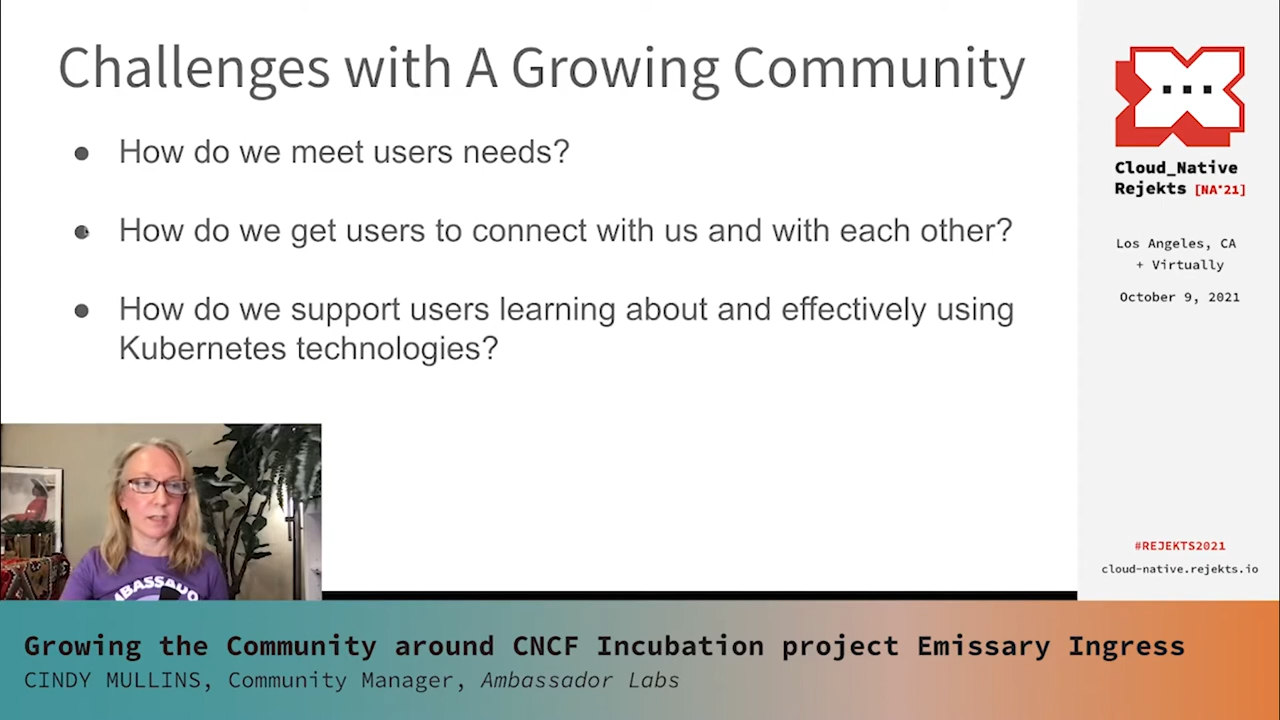 Challenges with A Growing Community
● How do we meet users needs?
● How do we get users to connect with us and with each other?
● How do we support users learning about and effectively using
Kubernetes technologies?
Cloud_Native
Rejekts [NA'21]
Los Angeles, CA
+ Virtually
October 9, 2021
#REJEKTS2021
cloud-native.rejekts.io
Growing the Community around CNCF Incubation project Emissary Ingress
CINDY MULLINS, Community Manager, Ambassador Labs